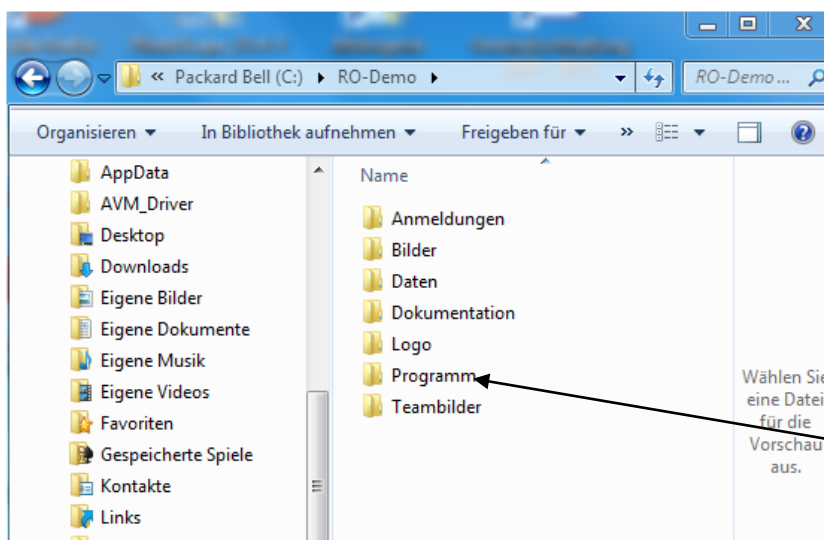 « Packard Bell (C:) ▸ RO-Demo ▸
RO-Demo ...
Organisieren In Bibliothek aufnehmen Freigeben für »
AppData
AVM_Driver
Desktop
Downloads
Eigene Bilder
Eigene Dokumente
Eigene Musik
Eigene Videos
Favoriten
Gespeicherte Spiele
Kontakte
Links
Name
Anmeldungen
Bilder
Daten
Dokumentation
Logo
Programm
Teambilder
Wählen Sie
eine Datei
für die
Vorschau
aus.